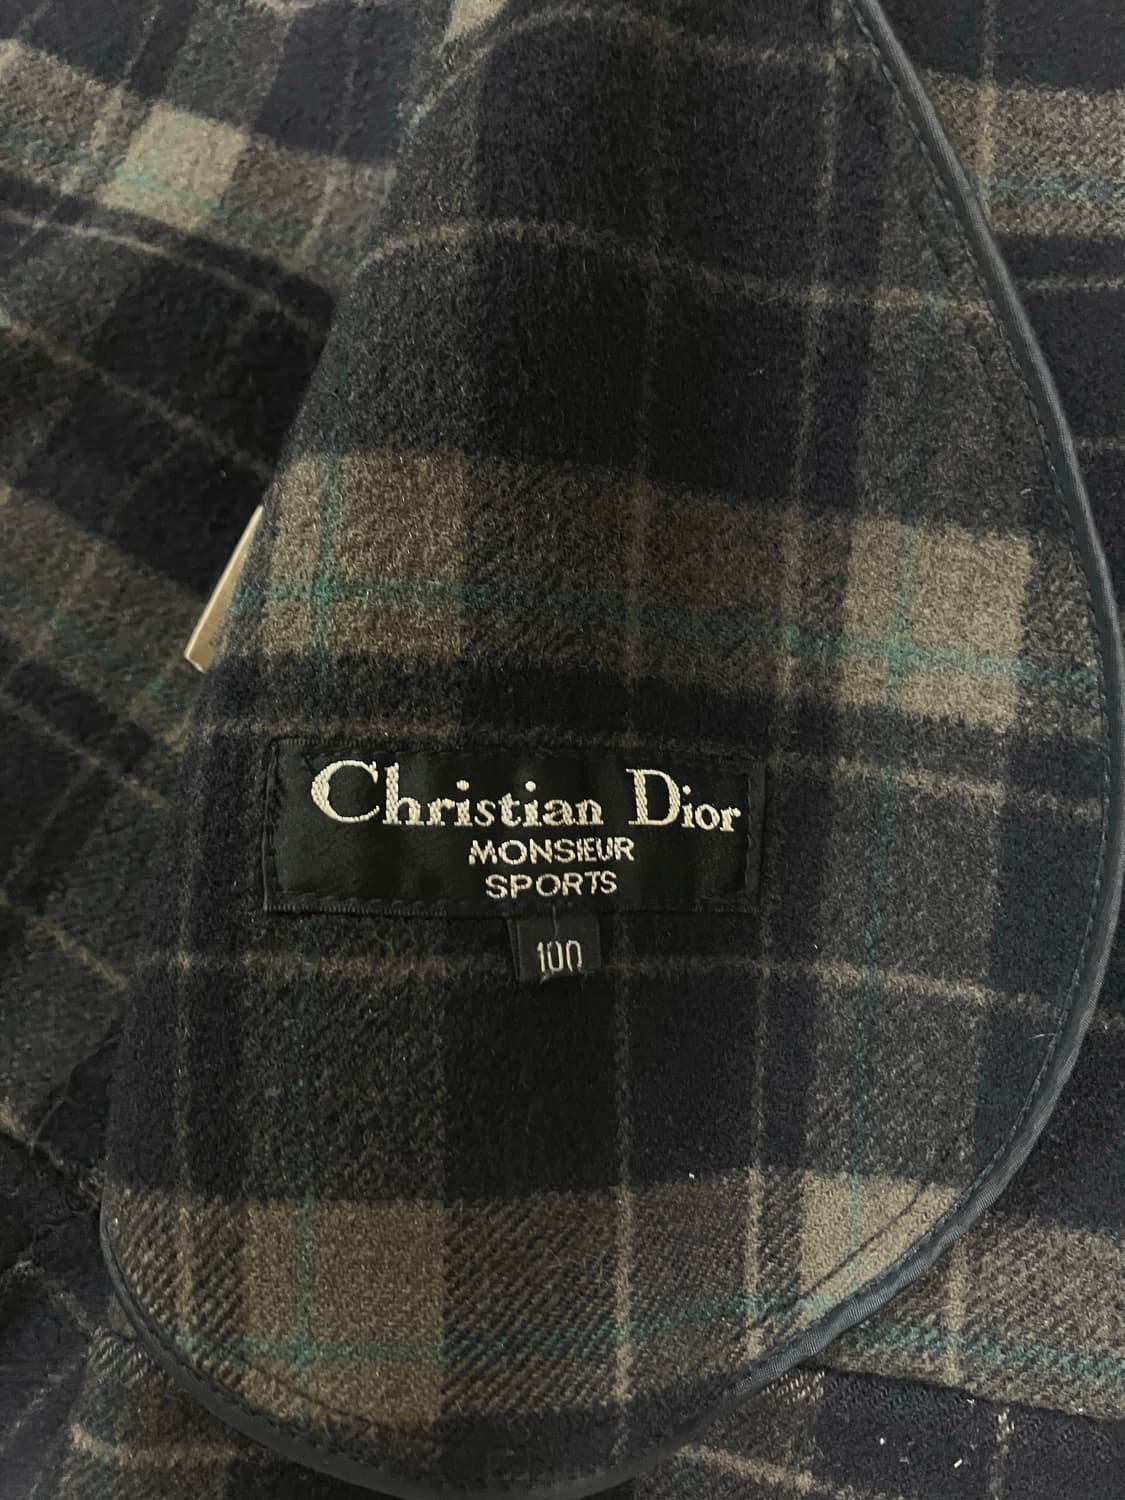 Christian Dior
MONSIEUR
SPORTS
100